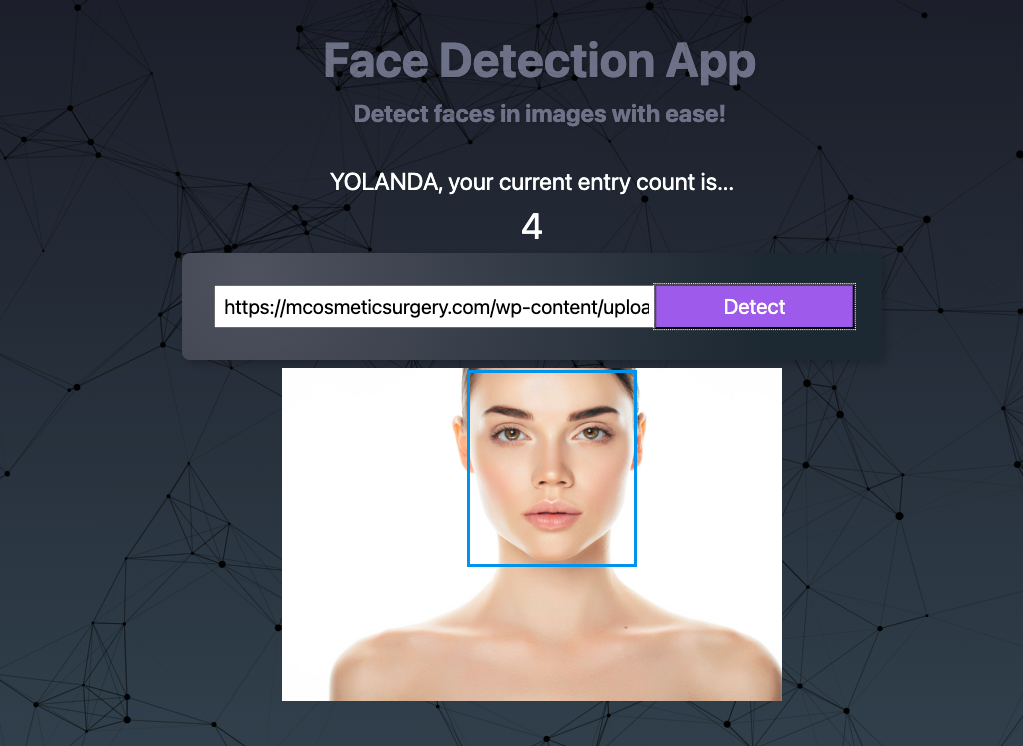 Face Detection App
Detect faces in images with ease!
YOLANDA, your current entry count is...
4
https://mcosmeticsurgery.com/wp-content/uploa
Detect